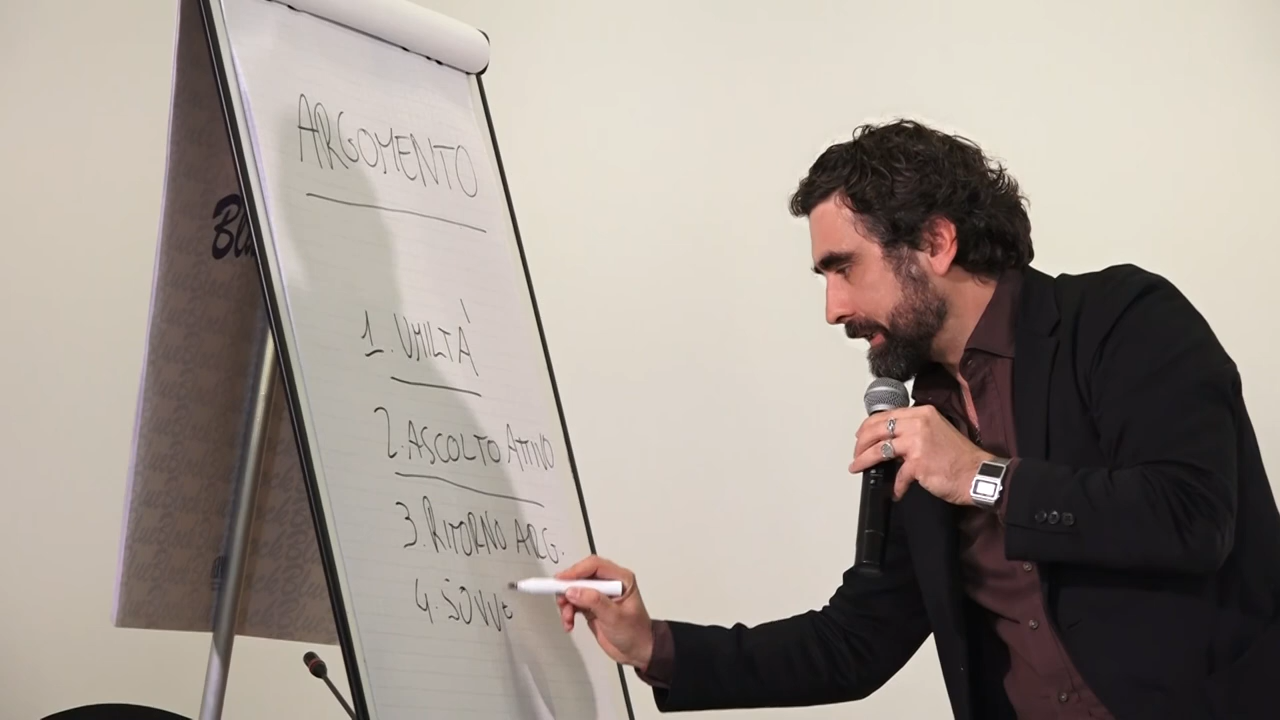 ARGOMENTO
1. UMILTÀ
2. ASCOLTO ATTIVO
3. RITORNO ARG.
4. SOVVE